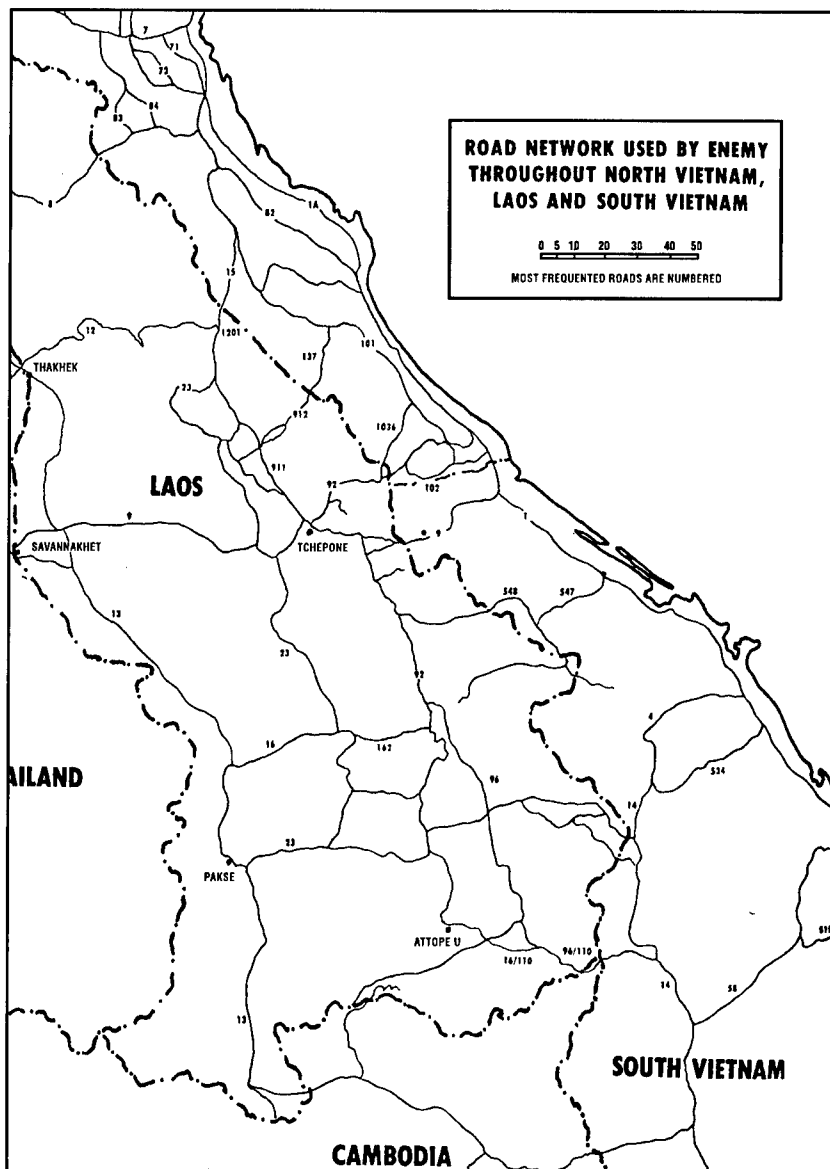 7
71
72
ROAD NETWORK USED BY ENEMY
THROUGHOUT NORTH VIETNAM,
LAOS AND SOUTH VIETNAM
0 5 10 20 30 40 50
MOST FREQUENTED ROADS ARE NUMBERED
84
83
8
1A
82
15
12
1201
137
101
THAKHEK
23
912
1036
911
LAOS
92
102
9
1
TCHEPONE
9
SAVANNAKHET
548
547
13
23
92
4
16
162
534
AILAND
96
14
23
PAKSE
ATTOPE U
16/110
96/110
14
58
13
SOUTH VIETNAM
CAMBODIA